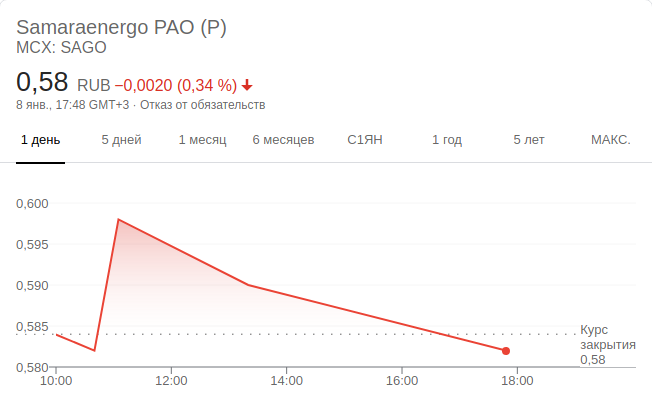 Samaraenergo PAO (P)
MCX: SAGO
0,58 RUB −0,0020 (0,34 %)
8 янв., 17:48 GMT+3 · Отказ от обязательств
1 день 5 дней 1 месяц 6 месяцев С1ЯН 1 год 5 лет МАКС.
0,600
0,595
0,590
0,585
0,580
Курс
закрытия
0,58
10:00 12:00 14:00 16:00 18:00